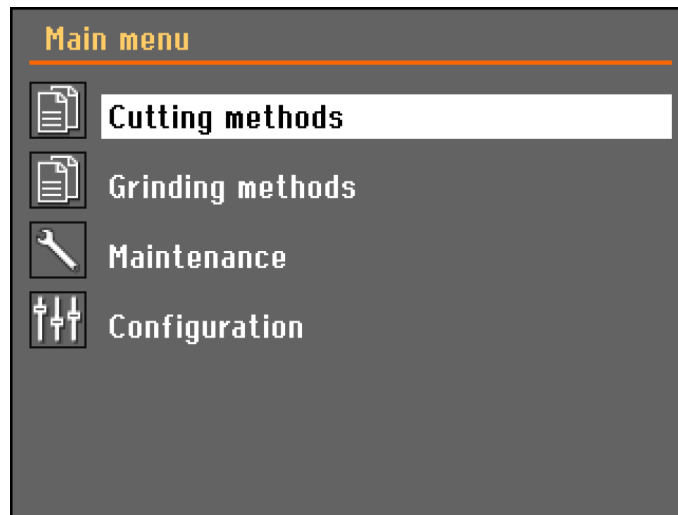 Main menu
Cutting methods
Grinding methods
Maintenance
Configuration